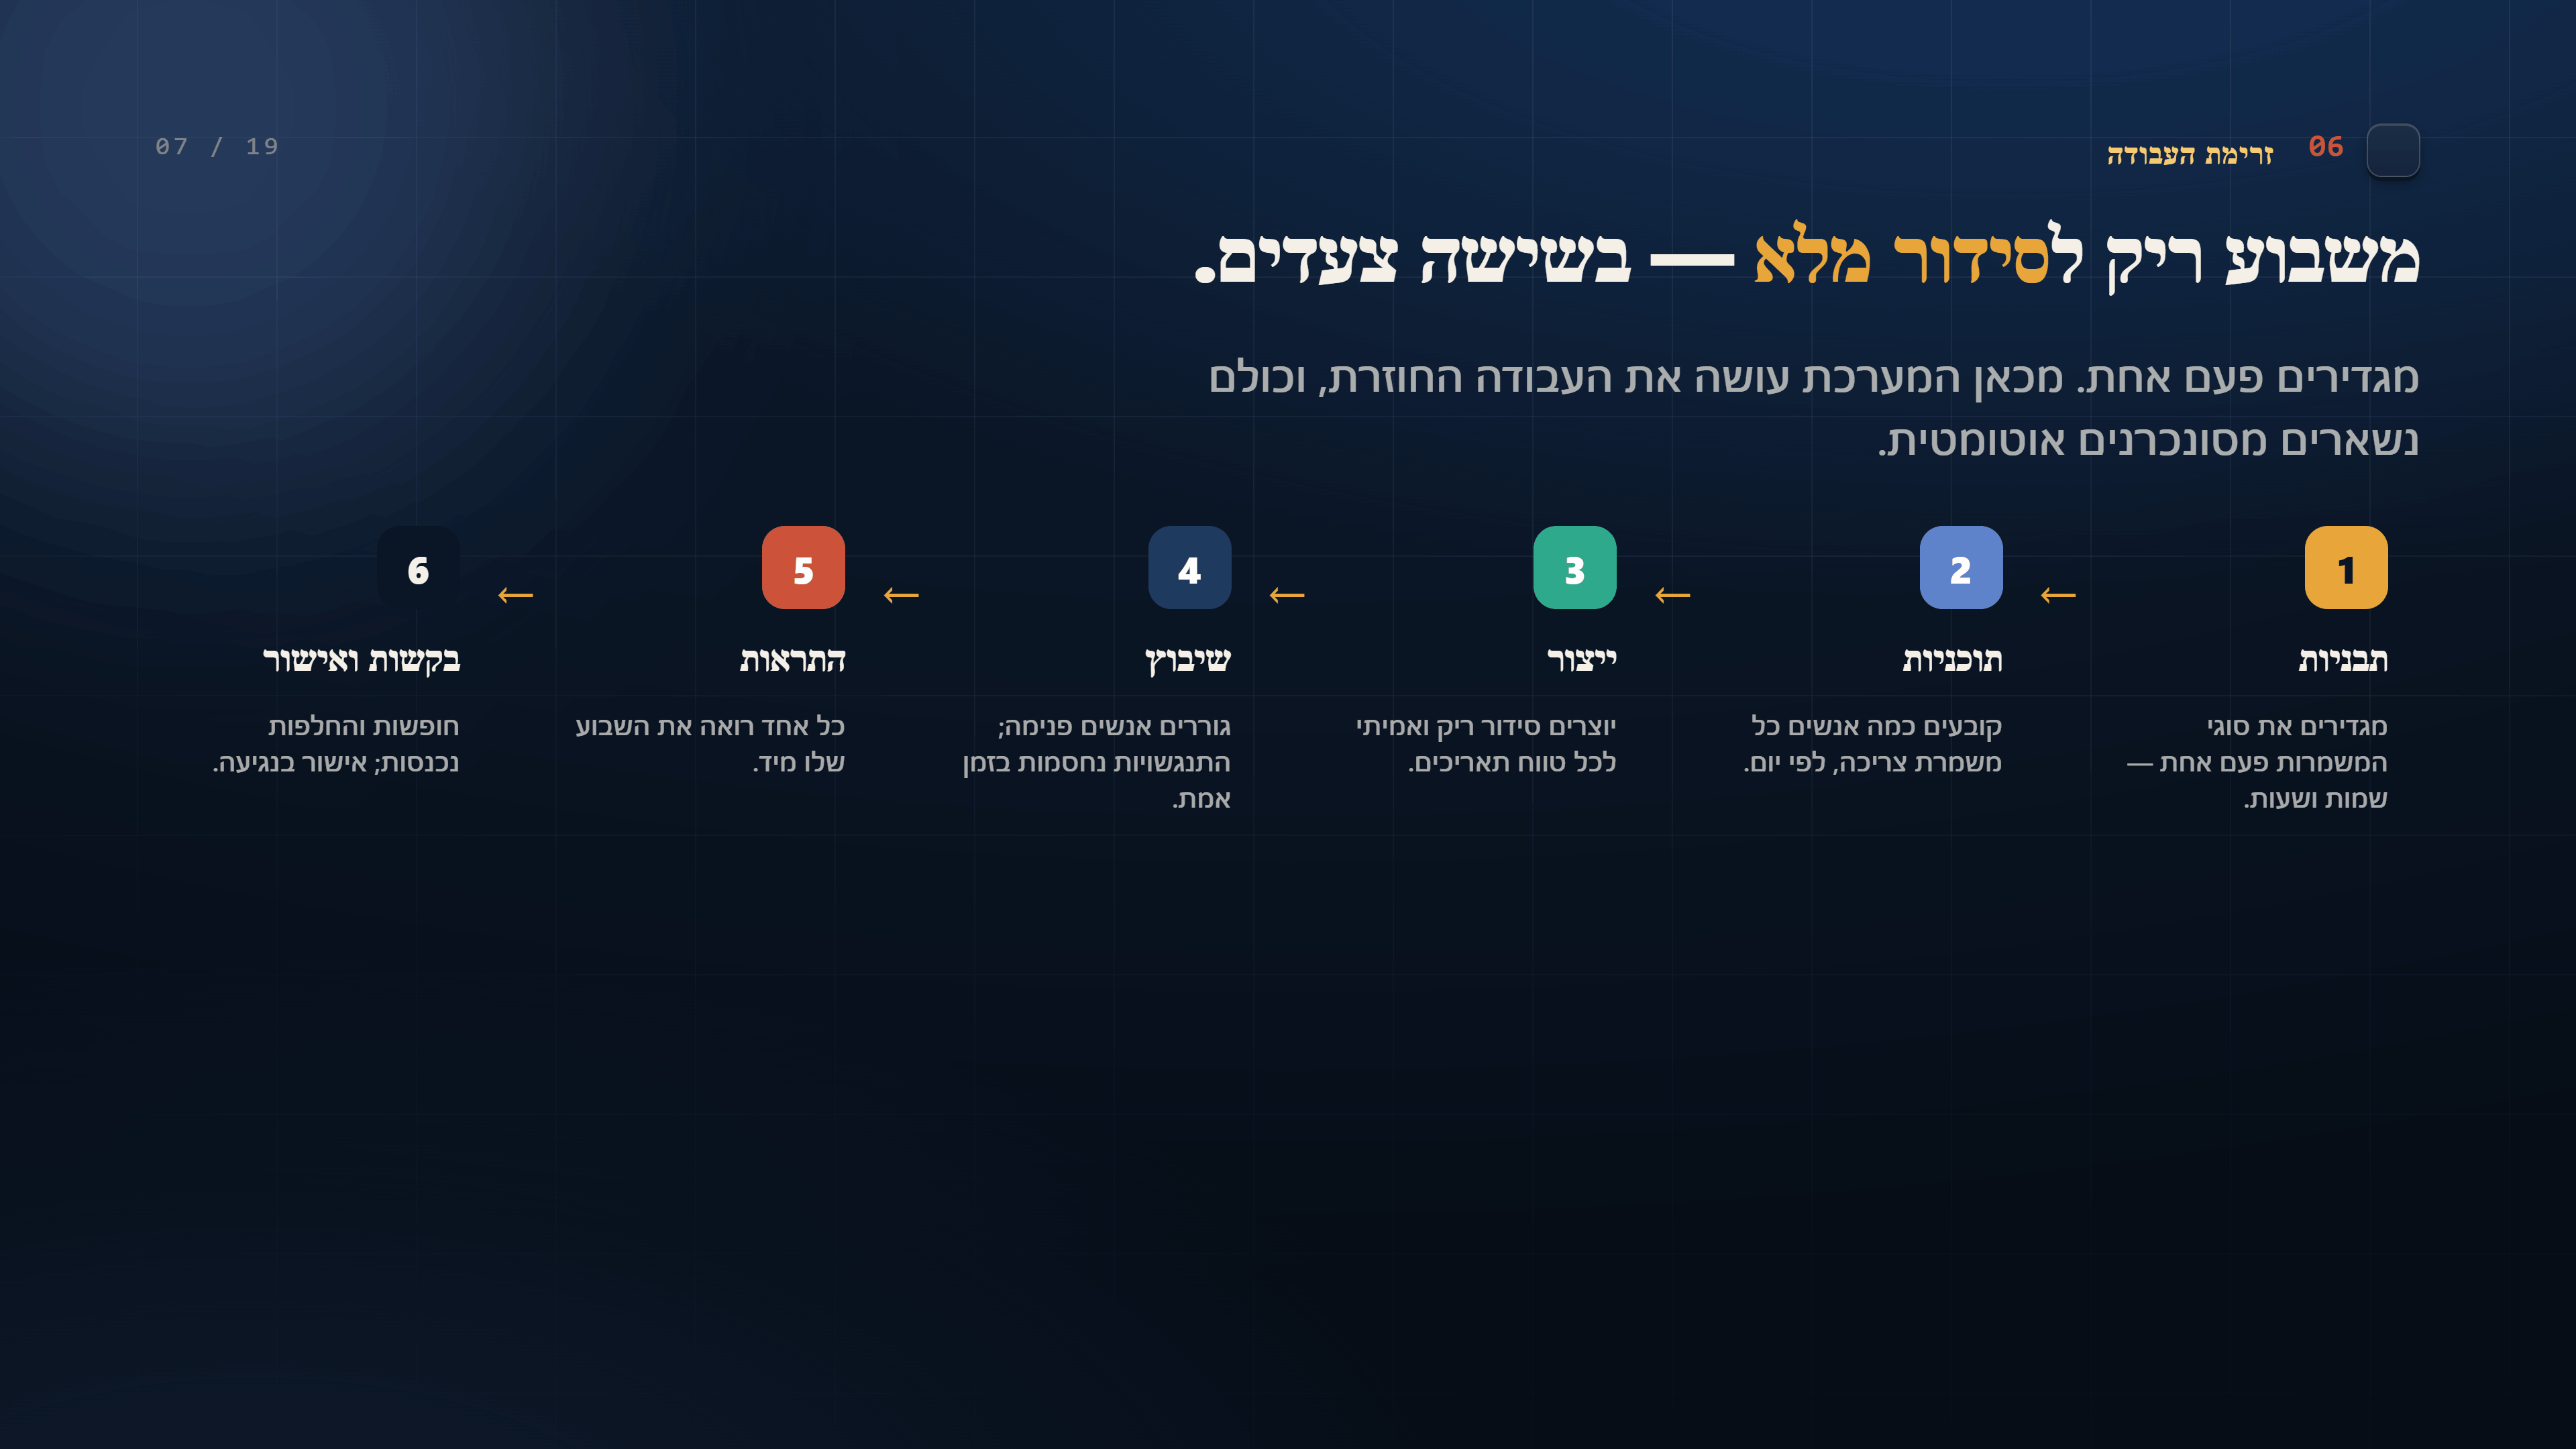 06 זרימת העבודה
07 / 19
משבוע ריק לסידור מלא — בשישה צעדים.
מגדירים פעם אחת. מכאן המערכת עושה את העבודה החוזרת, וכולם
נשארים מסונכרנים אוטומטית.
1
תבניות
מגדירים את סוגי
המשמרות פעם אחת —
שמות ושעות.
←
2
תוכניות
קובעים כמה אנשים כל
משמרת צריכה, לפי יום.
←
3
ייצור
יוצרים סידור ריק ואמיתי
לכל טווח תאריכים.
←
4
שיבוץ
גוררים אנשים פנימה;
התנגשויות נחסמות בזמן
אמת.
←
5
התראות
כל אחד רואה את השבוע
שלו מיד.
←
6
בקשות ואישור
חופשות והחלפות
נכנסות; אישור בנגיעה.